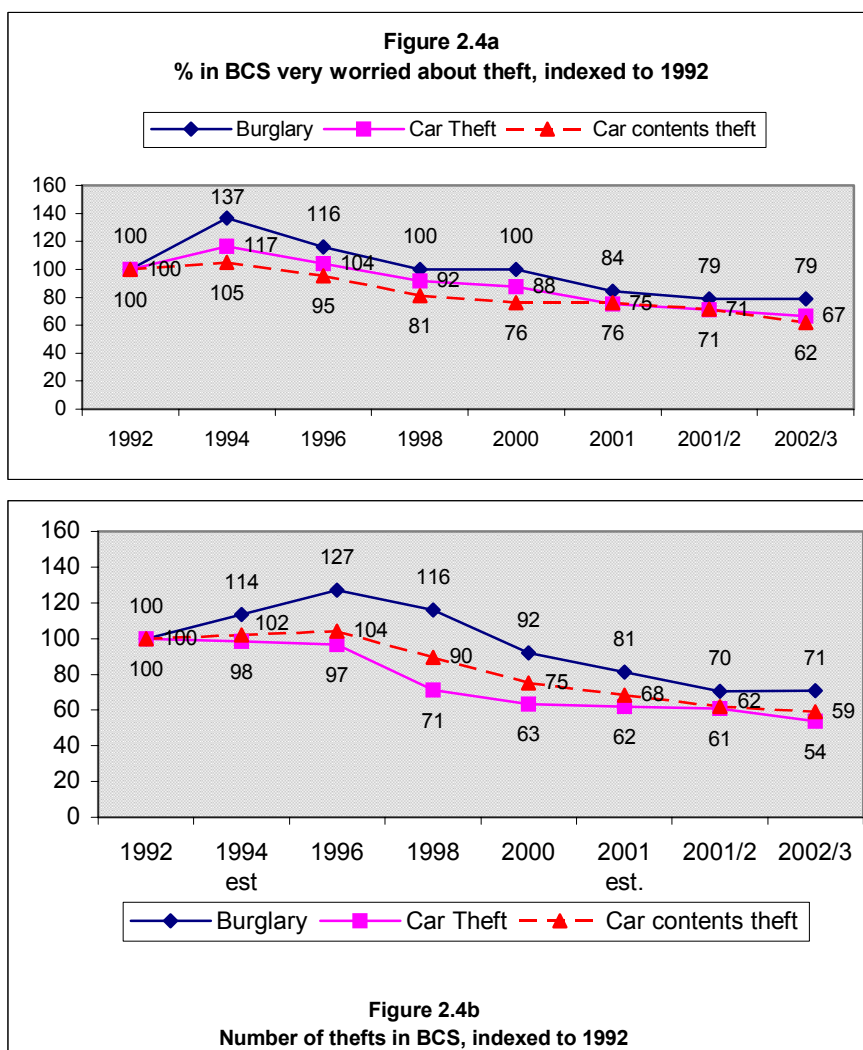 Figure 2.4a
% in BCS very worried about theft, indexed to 1992
Burglary Car Theft Car contents theft
160
140
120
100
80
60
40
20
0
100 137 116 100 100 84 79 79
100 117 104 92 88 75 71 67
100 105 95 81 76 76 71 62
1992 1994 1996 1998 2000 2001 2001/2 2002/3
160
140
120
100
80
60
40
20
0
100 114 127 116 92 81 70 71
100 102 104 90 75 68 62 59
100 98 97 71 63 62 61 54
1992 1994 1996 1998 2000 2001 2001/2 2002/3
est est.
Burglary Car Theft Car contents theft
Figure 2.4b
Number of thefts in BCS, indexed to 1992